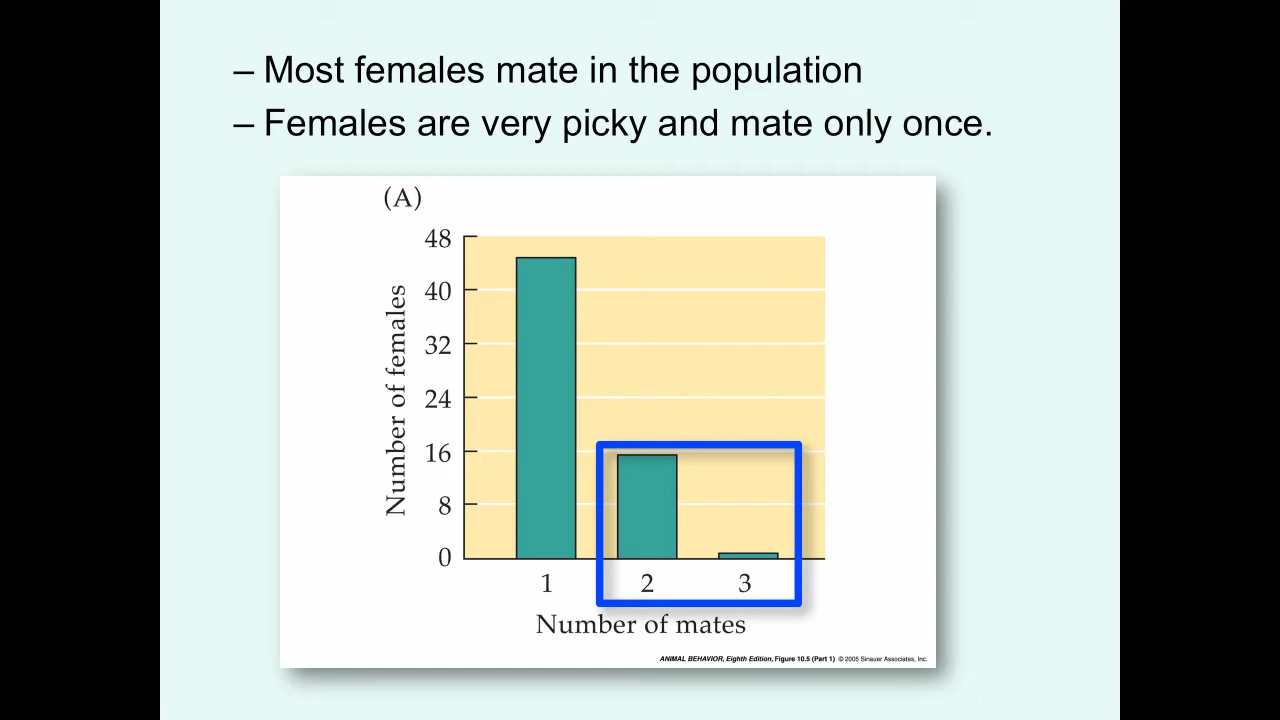 – Most females mate in the population
– Females are very picky and mate only once.
(A)
48
40
32
24
16
8
0
Number of females
1 2 3
Number of mates
ANIMAL BEHAVIOR, Eighth Edition, Figure 10.5 (Part 1) © 2005 Sinauer Associates, Inc.